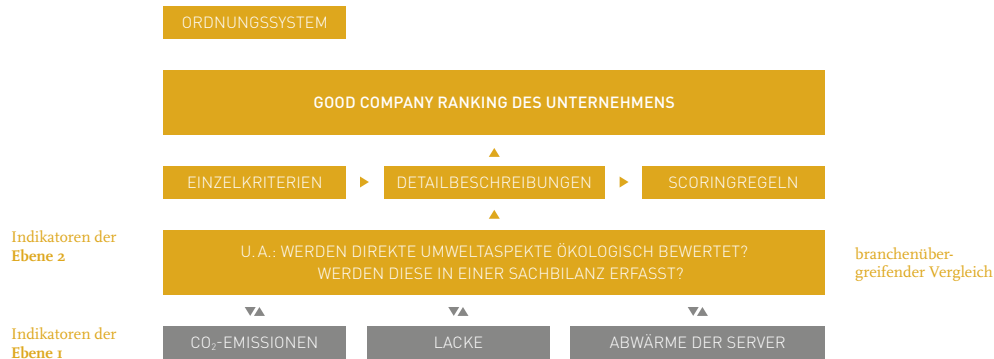 ORDNUNGSSYSTEM
GOOD COMPANY RANKING DES UNTERNEHMENS
EINZELKRITERIEN
DETAILBESCHREIBUNGEN
SCORINGREGELN
Indikatoren der
Ebene 2
U. A.: WERDEN DIREKTE UMWELTASPEKTE ÖKOLOGISCH BEWERTET?
WERDEN DIESE IN EINER SACHBILANZ ERFASST?
branchenüber-
greifender Vergleich
Indikatoren der
Ebene 1
CO₂-EMISSIONEN
LACKE
ABWÄRME DER SERVER